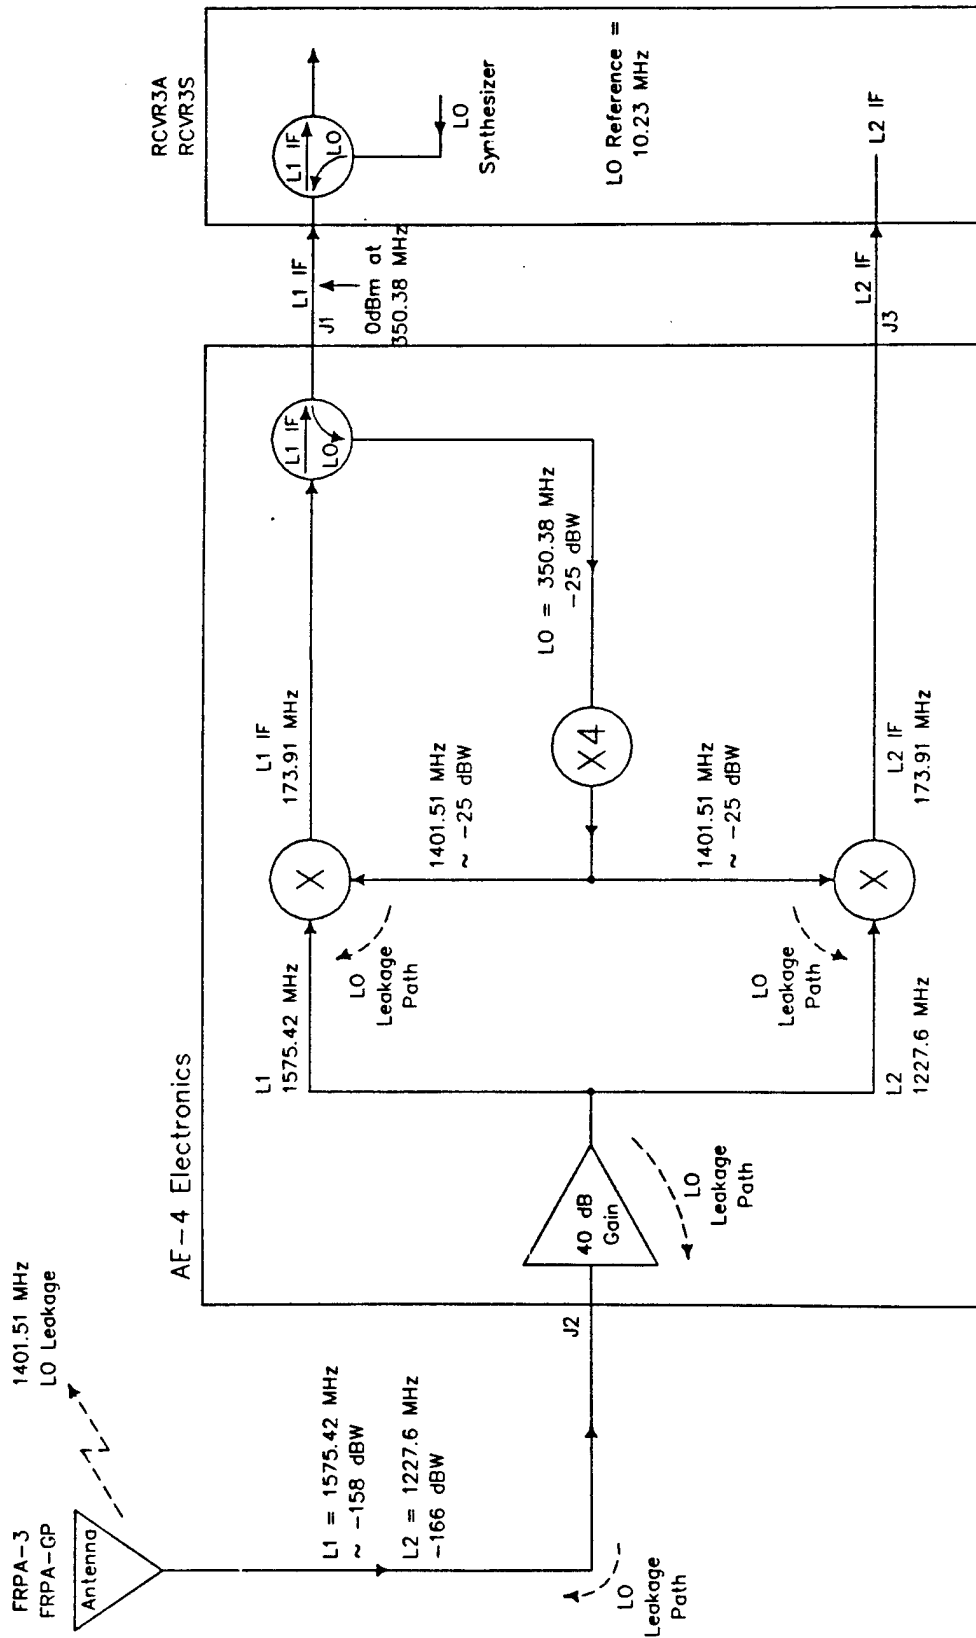 FRPA-3
FRPA-GP
Antenna
1401.51 MHz
LO Leakage
L1 = 1575.42 MHz
~ -158 dBW
L2 = 1227.6 MHz
-166 dBW
LO
Leakage
Path
J2
AE-4 Electronics
40 dB
Gain
LO
Leakage
Path
L1
1575.42 MHz
L2
1227.6 MHz
LO
Leakage
Path
LO
Leakage
Path
X
X
1401.51 MHz
~ -25 dBW
1401.51 MHz
~ -25 dBW
X4
L1 IF
173.91 MHz
L2 IF
173.91 MHz
LO = 350.38 MHz
-25 dBW
L1 IF
LO
J1
L1 IF
0dBm at
350.38 MHz
J3
L2 IF
RCVR3A
RCVR3S
L1 IF
LO
LO
Synthesizer
LO Reference =
10.23 MHz
L2 IF